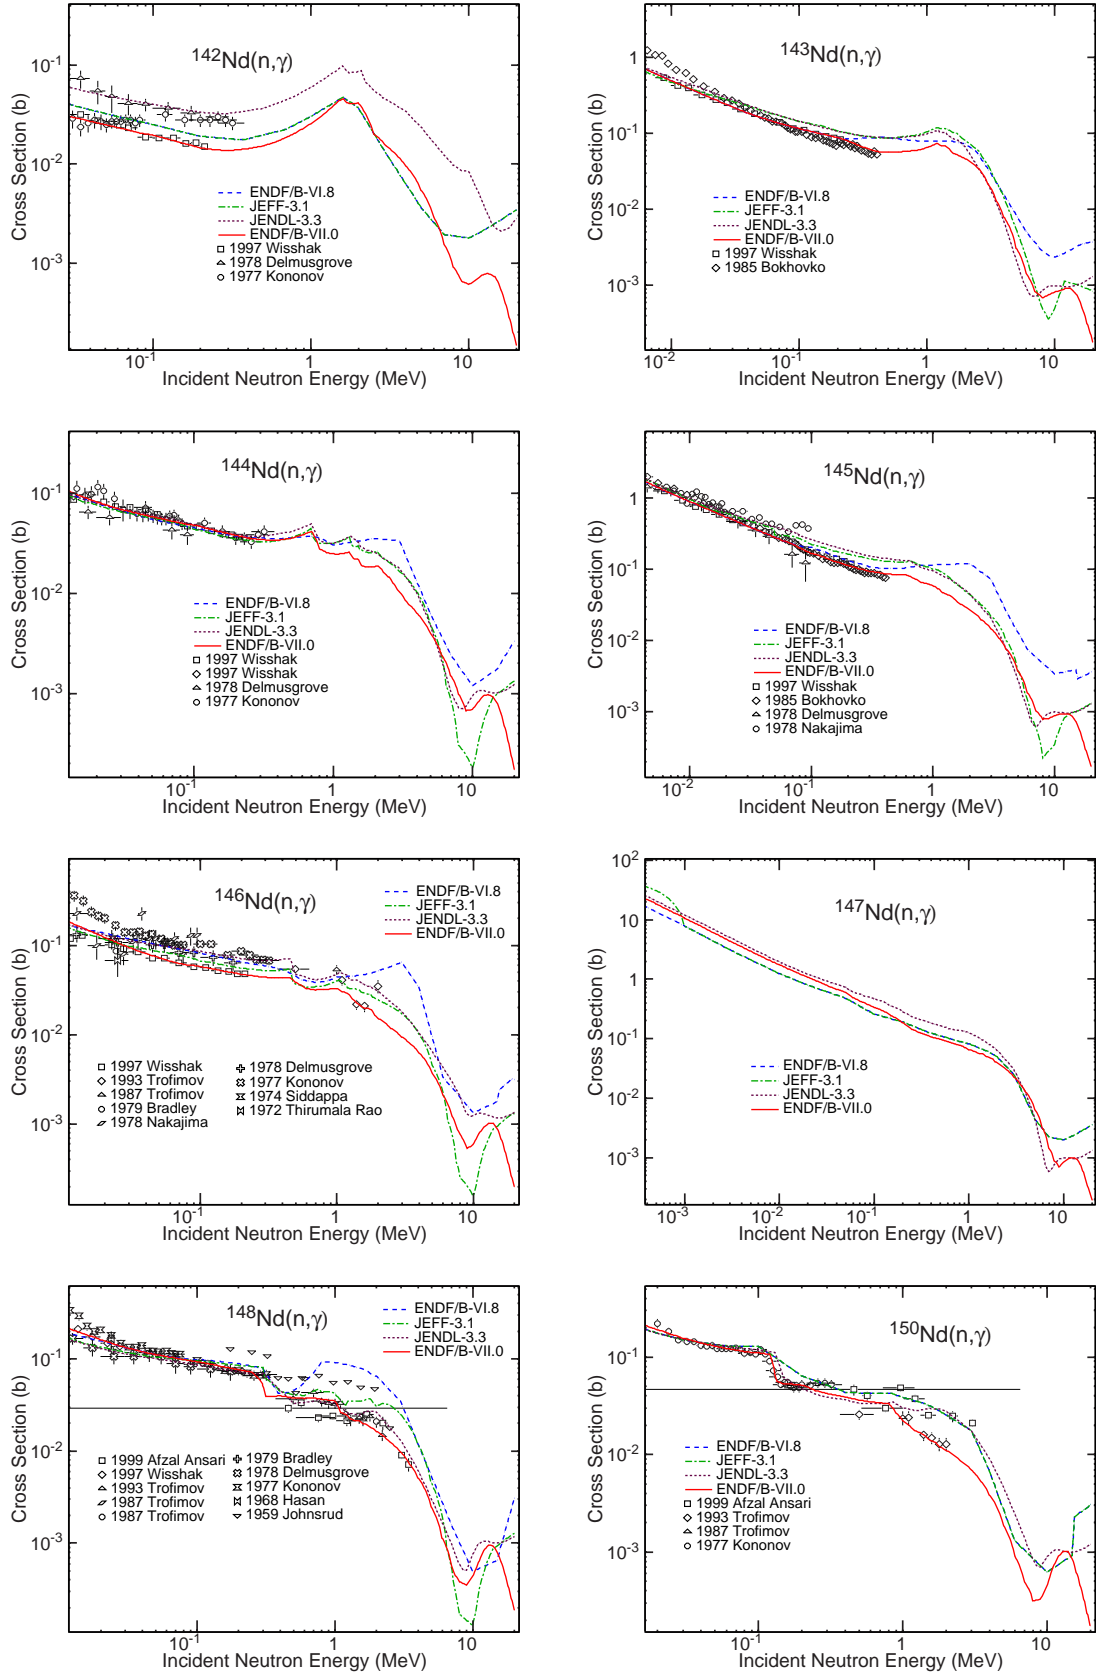 142Nd(n,γ)
Cross Section (b)
10-1
10-2
10-3
ENDF/B-VI.8
JEFF-3.1
JENDL-3.3
ENDF/B-VII.0
1997 Wisshak
1978 Delmusgrove
1977 Kononov
10-1
1
10
Incident Neutron Energy (MeV)
143Nd(n,γ)
Cross Section (b)
1
10-1
10-2
10-3
ENDF/B-VI.8
JEFF-3.1
JENDL-3.3
ENDF/B-VII.0
1997 Wisshak
1985 Bokhovko
10-2
10-1
1
10
Incident Neutron Energy (MeV)
144Nd(n,γ)
Cross Section (b)
10-1
10-2
10-3
ENDF/B-VI.8
JEFF-3.1
JENDL-3.3
ENDF/B-VII.0
1997 Wisshak
1997 Wisshak
1978 Delmusgrove
1977 Kononov
10-1
1
10
Incident Neutron Energy (MeV)
145Nd(n,γ)
Cross Section (b)
1
10-1
10-2
10-3
ENDF/B-VI.8
JEFF-3.1
JENDL-3.3
ENDF/B-VII.0
1997 Wisshak
1985 Bokhovko
1978 Delmusgrove
1978 Nakajima
10-2
10-1
1
10
Incident Neutron Energy (MeV)
146Nd(n,γ)
Cross Section (b)
10-1
10-2
10-3
ENDF/B-VI.8
JEFF-3.1
JENDL-3.3
ENDF/B-VII.0
1997 Wisshak
1993 Trofimov
1987 Trofimov
1979 Bradley
1978 Nakajima
1978 Delmusgrove
1977 Kononov
1974 Siddappa
1972 Thirumala Rao
10-1
1
10
Incident Neutron Energy (MeV)
147Nd(n,γ)
Cross Section (b)
102
10
1
10-1
10-2
10-3
ENDF/B-VI.8
JEFF-3.1
JENDL-3.3
ENDF/B-VII.0
10-3
10-2
10-1
1
10
Incident Neutron Energy (MeV)
148Nd(n,γ)
Cross Section (b)
10-1
10-2
10-3
ENDF/B-VI.8
JEFF-3.1
JENDL-3.3
ENDF/B-VII.0
1999 Afzal Ansari
1997 Wisshak
1993 Trofimov
1987 Trofimov
1987 Trofimov
1979 Bradley
1978 Delmusgrove
1977 Kononov
1968 Hasan
1959 Johnsrud
10-1
1
10
Incident Neutron Energy (MeV)
150Nd(n,γ)
Cross Section (b)
10-1
10-2
10-3
ENDF/B-VI.8
JEFF-3.1
JENDL-3.3
ENDF/B-VII.0
1999 Afzal Ansari
1993 Trofimov
1987 Trofimov
1977 Kononov
10-1
1
10
Incident Neutron Energy (MeV)